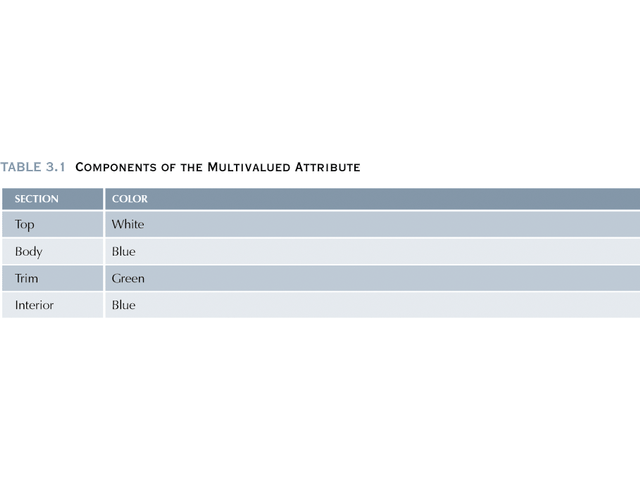 TABLE 3.1 COMPONENTS OF THE MULTIVALUED ATTRIBUTE
SECTION COLOR
Top White
Body Blue
Trim Green
Interior Blue